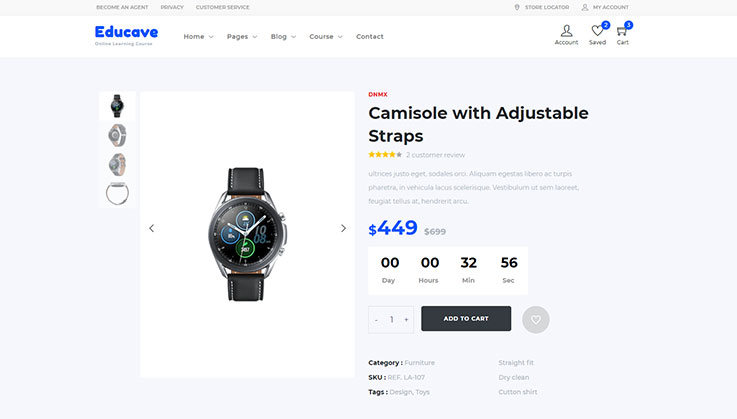 BECOME AN AGENT PRIVACY CUSTOMER SERVICE STORE LOCATOR MY ACCOUNT
Educave
Online Learning Course
Home Pages Blog Course Contact
2 3
Account Saved Cart
DNMX
Camisole with Adjustable
Straps
2 customer review
ultrices justo eget, sodales orci. Aliquam egestas libero ac turpis
pharetra, in vehicula lacus scelerisque. Vestibulum ut sem laoreet,
feugiat tellus at, hendrerit arcu.
$449 $699
00 00 32 56
Day Hours Min Sec
- 1 + ADD TO CART
Category : Furniture Straight fit
SKU : REF. LA-107 Dry clean
Tags : Design, Toys Cutton shirt